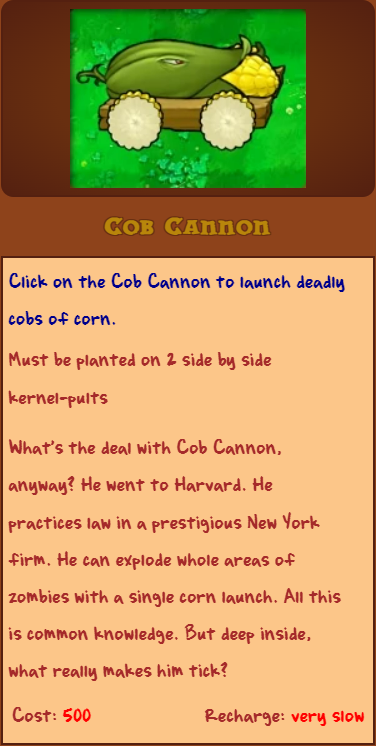 Cob Cannon
Click on the Cob Cannon to launch deadly
cobs of corn.
Must be planted on 2 side by side
kernel-pults
What's the deal with Cob Cannon,
anyway? He went to Harvard. He
practices law in a prestigious New York
firm. He can explode whole areas of
zombies with a single corn launch. All this
is common knowledge. But deep inside,
what really makes him tick?
Cost: 500 Recharge: very slow